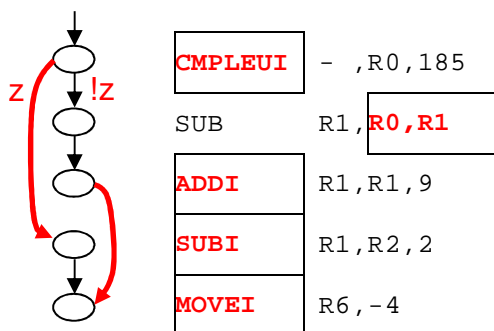 CMPLEUI - ,R0,185
z !z
SUB R1,R0,R1
ADDI R1,R1,9
SUBI R1,R2,2
MOVEI R6,-4